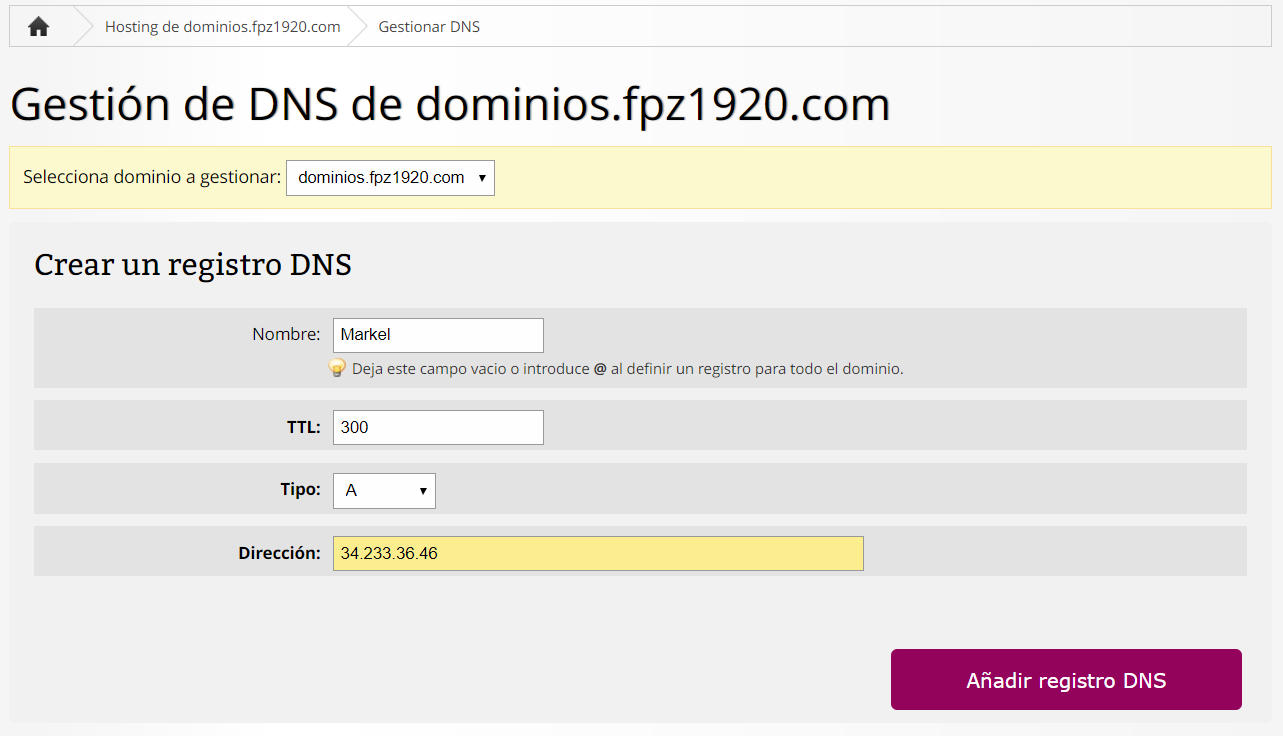 Hosting de dominios.fpz1920.com Gestionar DNS
Gestión de DNS de dominios.fpz1920.com
Selecciona dominio a gestionar: dominios.fpz1920.com
Crear un registro DNS
Nombre: Markel
Deja este campo vacio o introduce @ al definir un registro para todo el dominio.
TTL: 300
Tipo: A
Dirección: 34.233.36.46
Añadir registro DNS